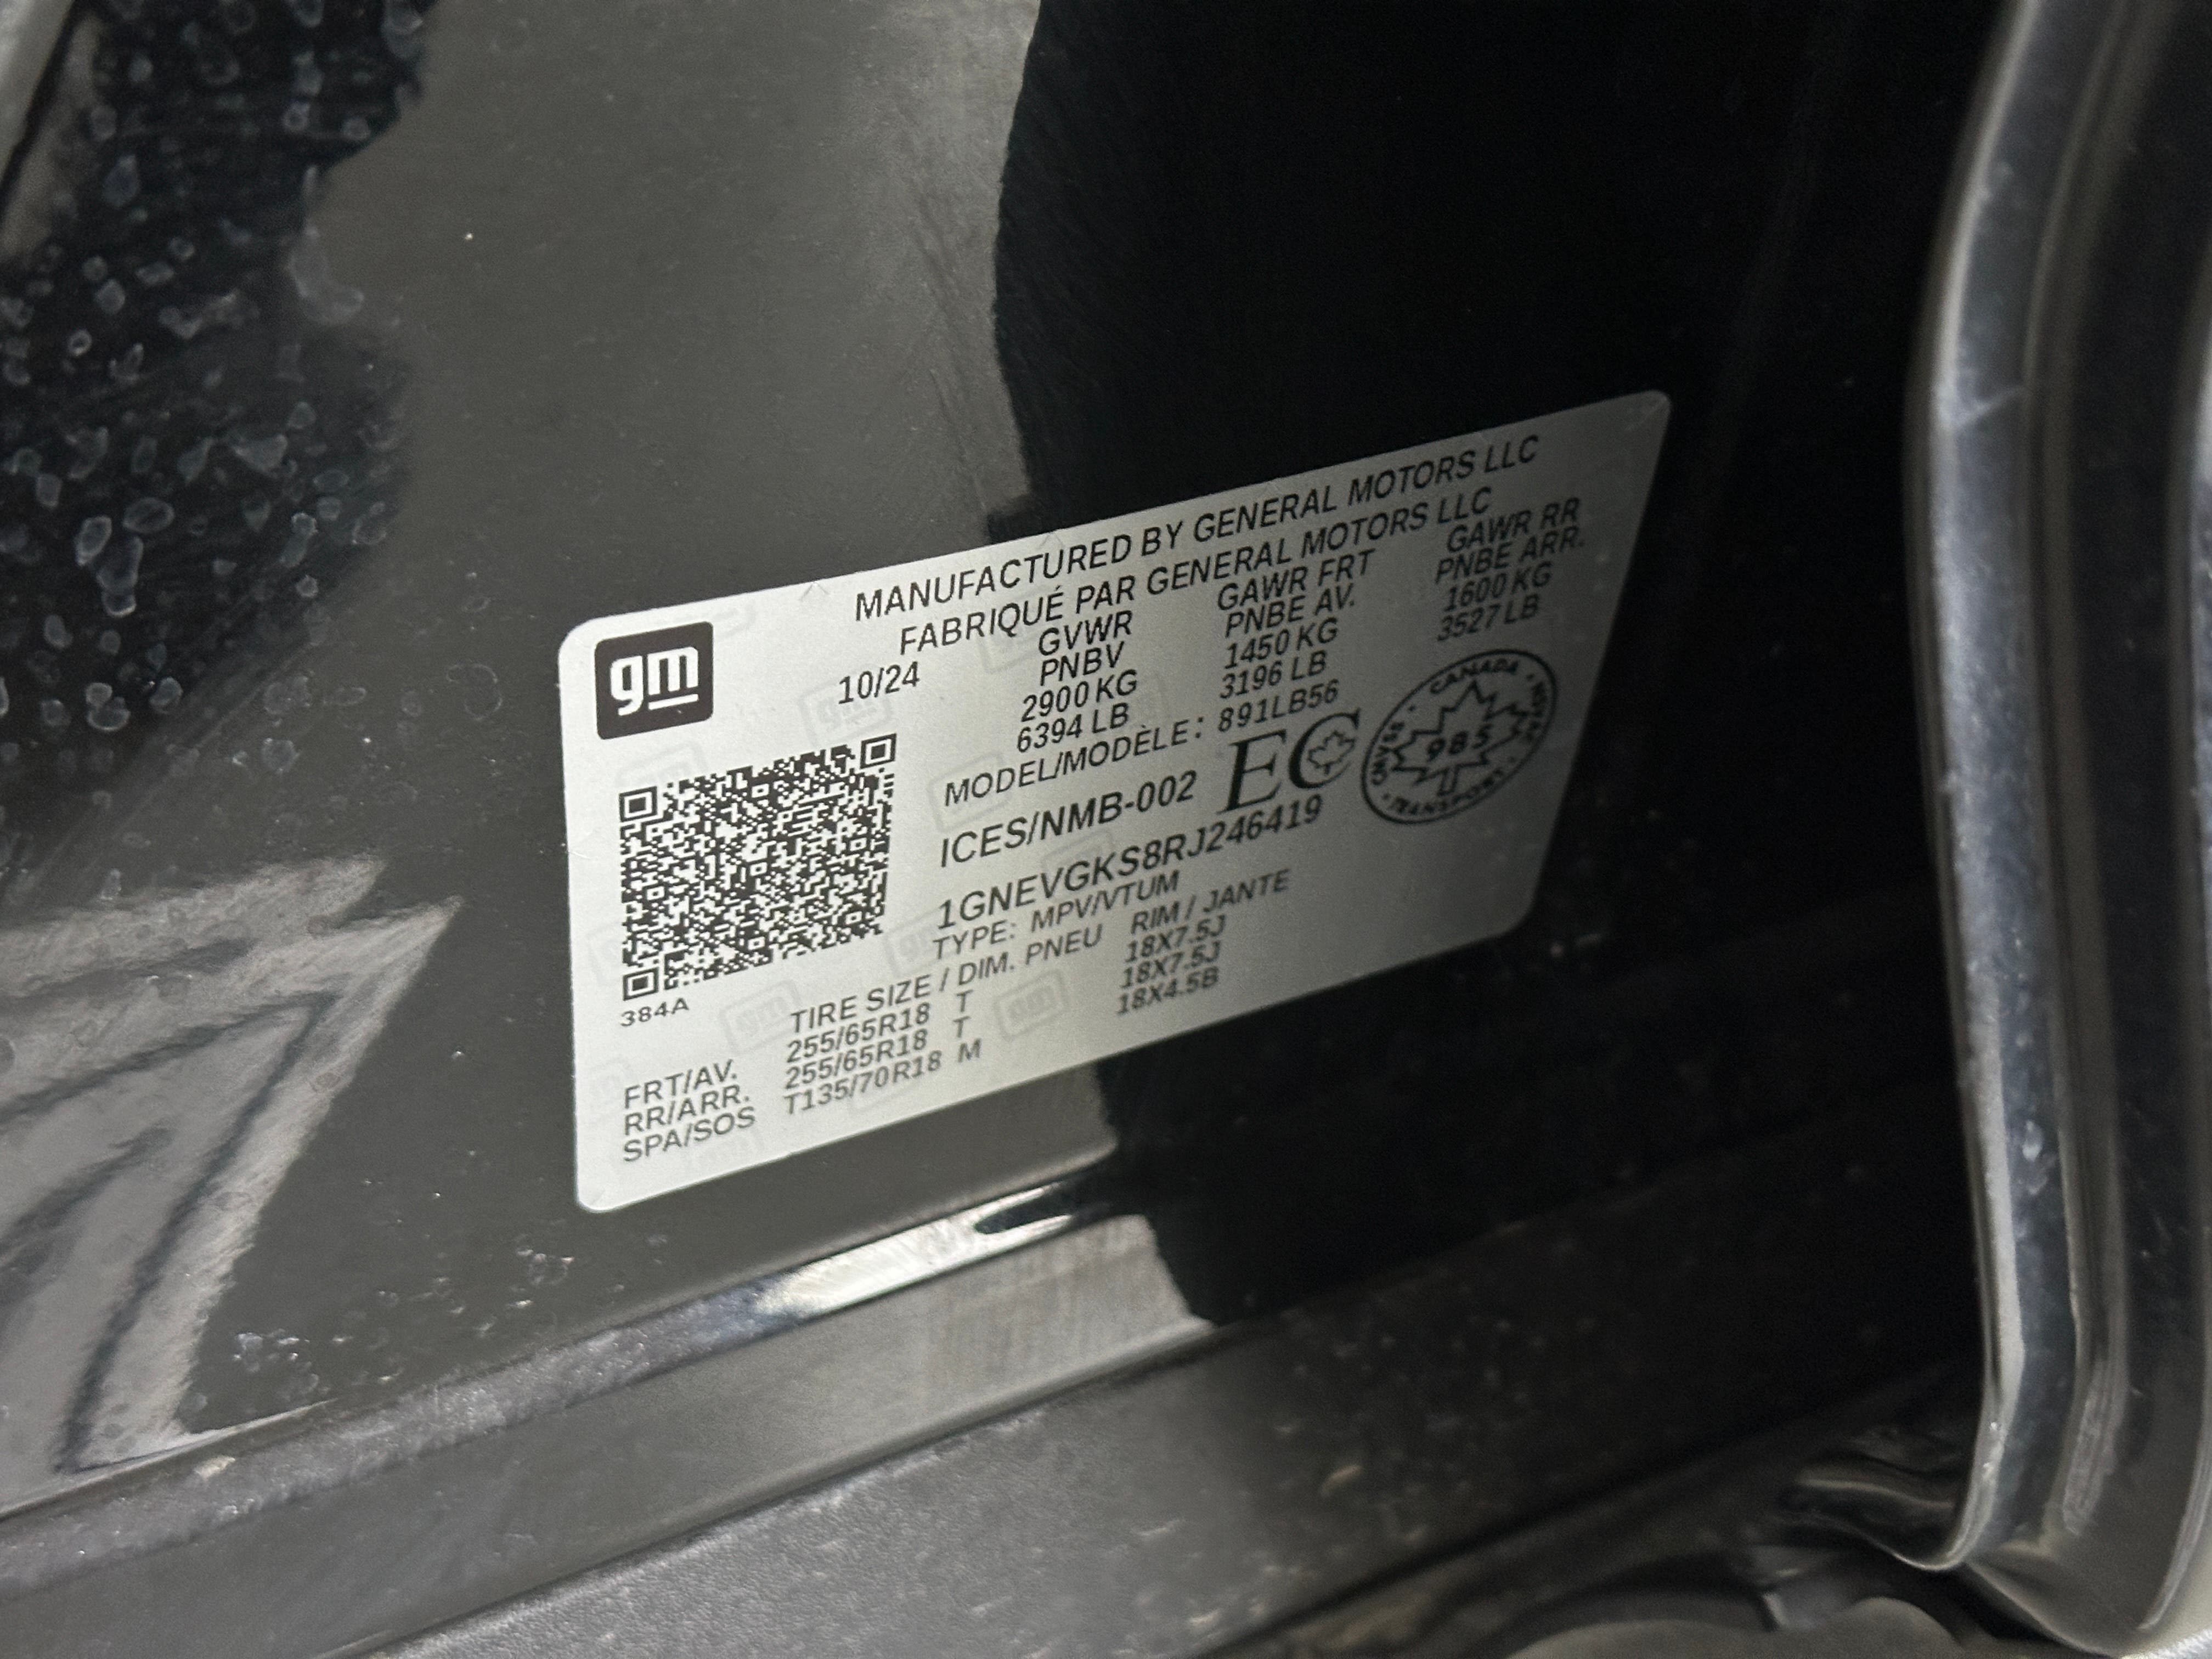 gm
MANUFACTURED BY GENERAL MOTORS LLC
FABRIQUÉ PAR GENERAL MOTORS LLC
10/24
GVWR GAWR FRT GAWR RR
PNBV PNBE AV. PNBE ARR.
2900 KG 1450 KG 1600 KG
6394 LB 3196 LB 3527 LB
MODEL/MODÈLE: 891LB56
ICES/NMB-002 EC
CANADA
CMVSS
985
NSVAC
TRANSPORT
1GNEVGKS8RJ246419
TYPE: MPV/VTUM
384A
TIRE SIZE / DIM. PNEU RIM / JANTE
FRT/AV. 255/65R18 T 18X7.5J
RR/ARR. 255/65R18 T 18X7.5J
SPA/SOS T135/70R18 M 18X4.5B